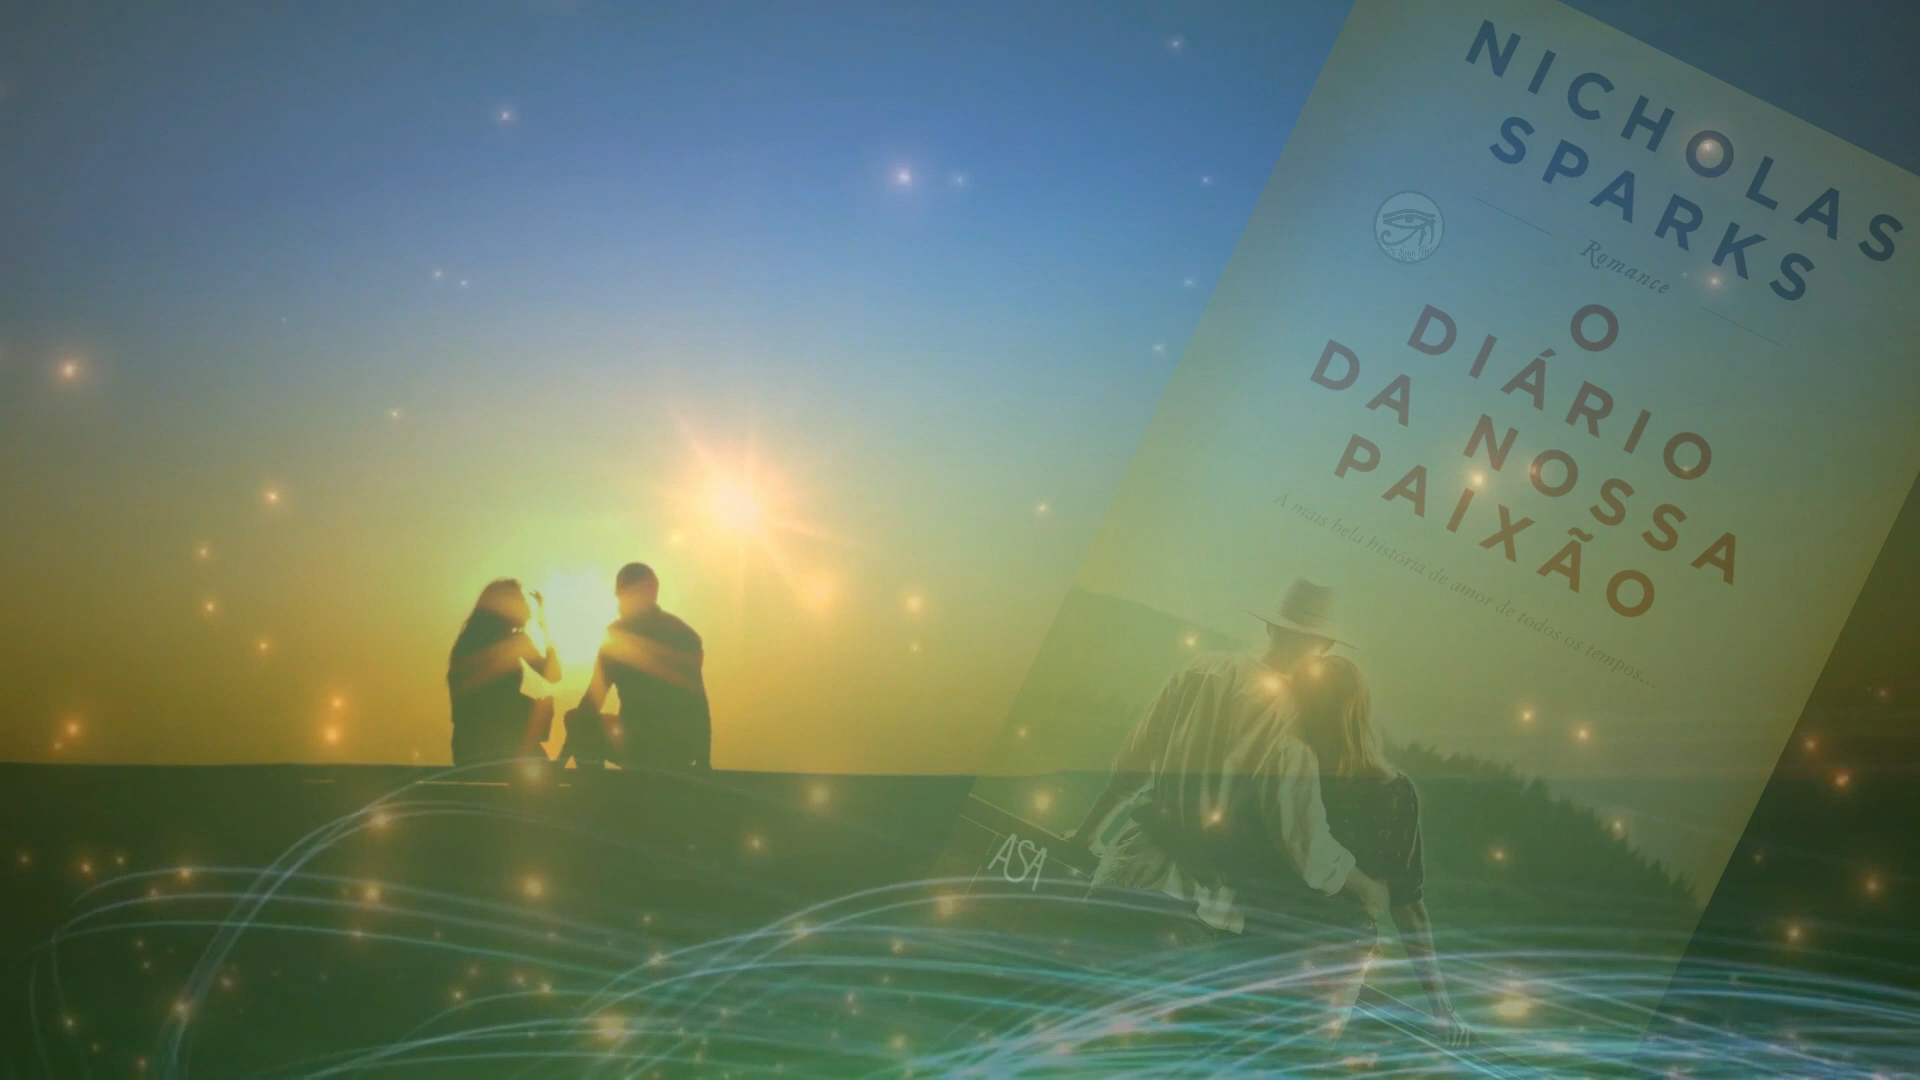 NICHOLAS
SPARKS
Romance
O
DIÁRIO
DA NOSSA
PAIXÃO
A mais bela história de amor de todos os tempos...
ASA